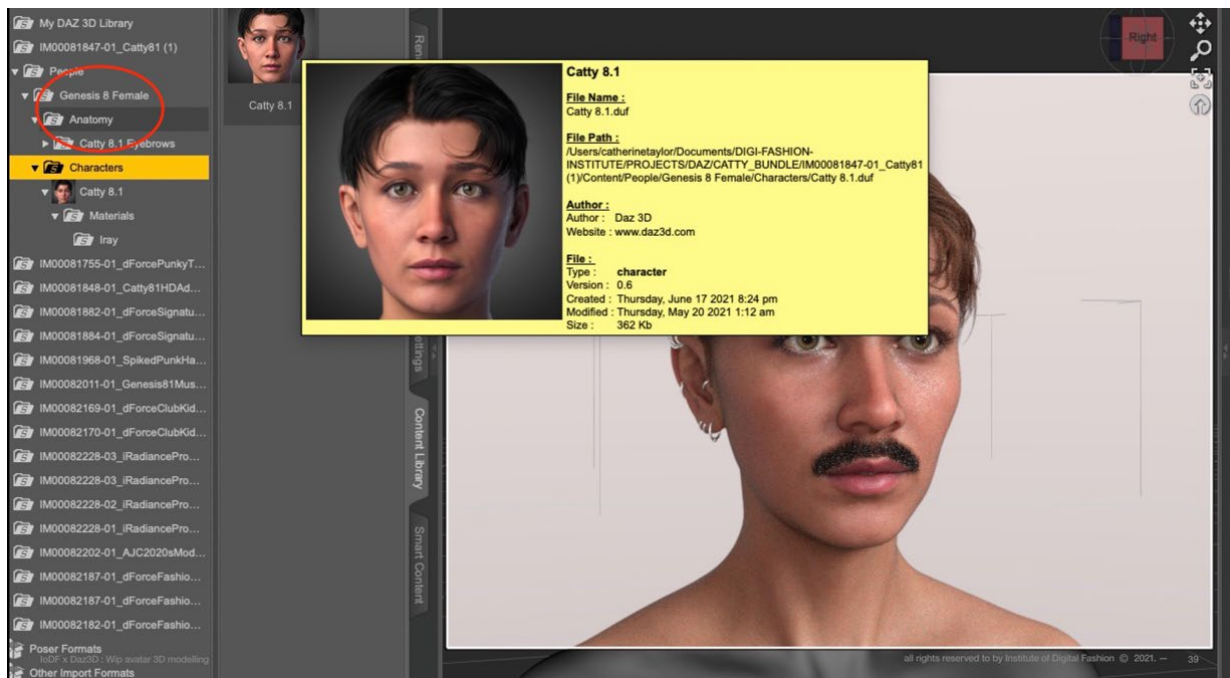 My DAZ 3D Library
IM00081847-01_Catty81 (1)
People
Genesis 8 Female
Anatomy
Catty 8.1 Eyebrows
Characters
Catty 8.1
Materials
Iray
IM00081755-01_dForcePunkyT...
IM00081848-01_Catty81HDAd...
IM00081882-01_dForceSignatu...
IM00081884-01_dForceSignatu...
IM00081968-01_SpikedPunkHa...
IM00082011-01_Genesis81Mus...
IM00082169-01_dForceClubKid...
IM00082170-01_dForceClubKid...
IM00082228-03_iRadiancePro...
IM00082228-03_iRadiancePro...
IM00082228-02_iRadiancePro...
IM00082228-01_iRadiancePro...
IM00082202-01_AJC2020sMod...
IM00082187-01_dForceFashio...
IM00082187-01_dForceFashio...
IM00082182-01_dForceFashio...
Poser Formats
IoDF x Daz3D : Wip avatar 3D modelling
Other Import Formats
Catty 8.1
Catty 8.1
File Name :
Catty 8.1.duf
File Path :
/Users/catherinetaylor/Documents/DIGI-FASHION-
INSTITUTE/PROJECTS/DAZ/CATTY_BUNDLE/IM00081847-01_Catty81
(1)/Content/People/Genesis 8 Female/Characters/Catty 8.1.duf
Author :
Author : Daz 3D
Website : www.daz3d.com
File :
Type : character
Version : 0.6
Created : Thursday, June 17 2021 8:24 pm
Modified : Thursday, May 20 2021 1:12 am
Size : 362 Kb
Content Library
Smart Content
Right
all rights reserved to by Institute of Digital Fashion © 2021. — 39